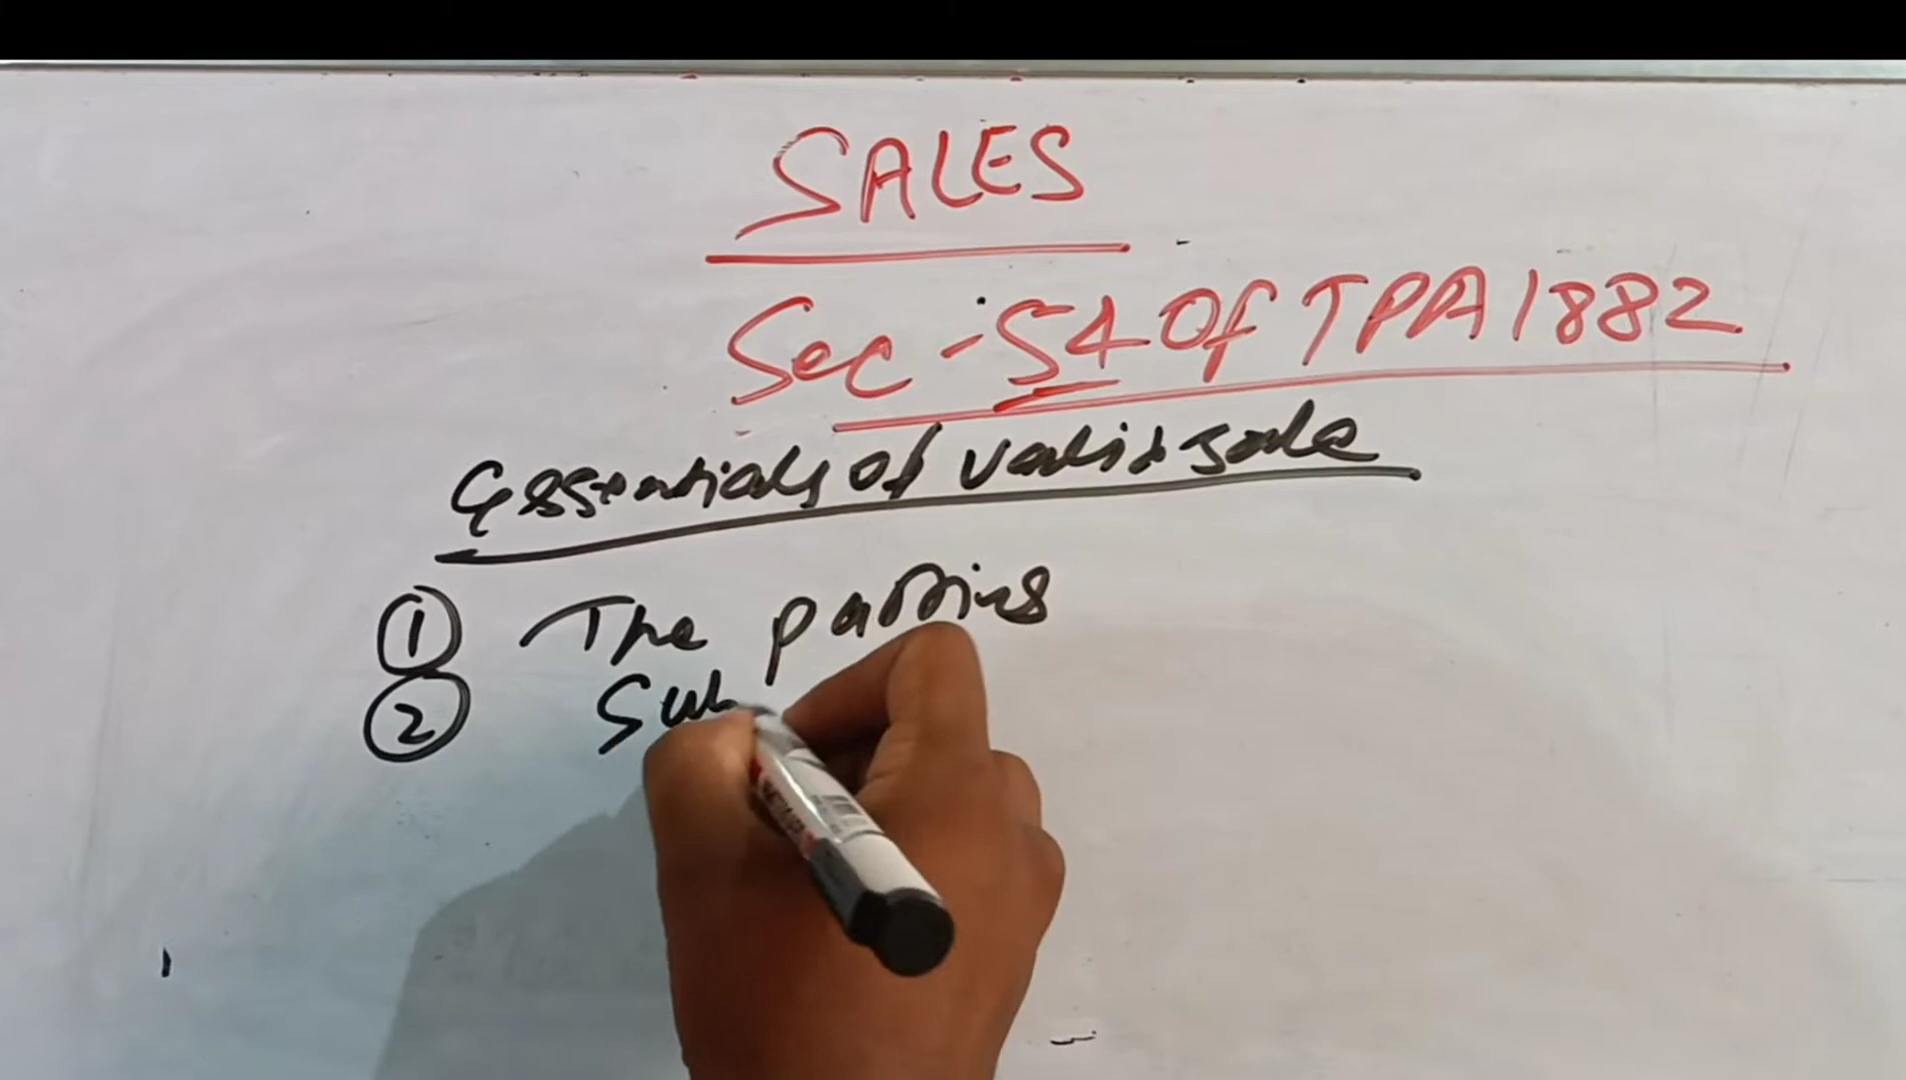 SALES
Sec - 54 Of TPA 1882
Essentials of valid sale
① The parties
② Sub